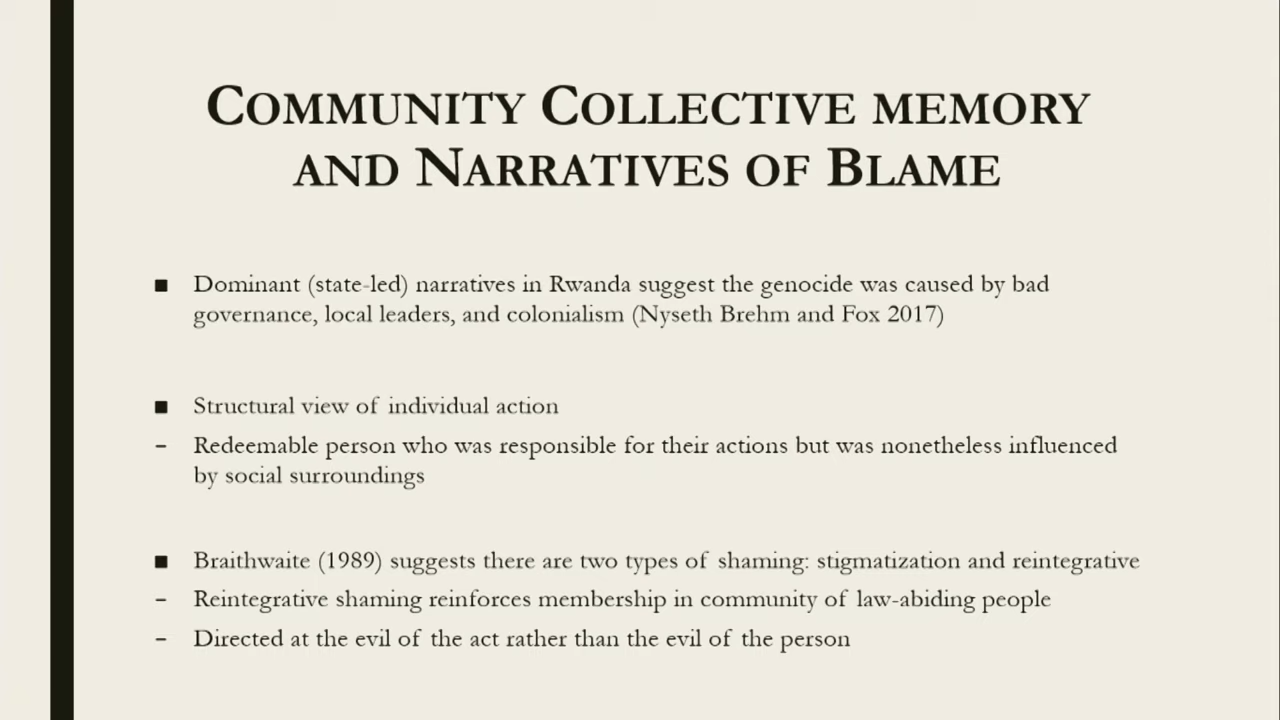 Community Collective memory
and Narratives of Blame
■ Dominant (state-led) narratives in Rwanda suggest the genocide was caused by bad
governance, local leaders, and colonialism (Nyseth Brehm and Fox 2017)
■ Structural view of individual action
– Redeemable person who was responsible for their actions but was nonetheless influenced
by social surroundings
■ Braithwaite (1989) suggests there are two types of shaming: stigmatization and reintegrative
– Reintegrative shaming reinforces membership in community of law-abiding people
– Directed at the evil of the act rather than the evil of the person